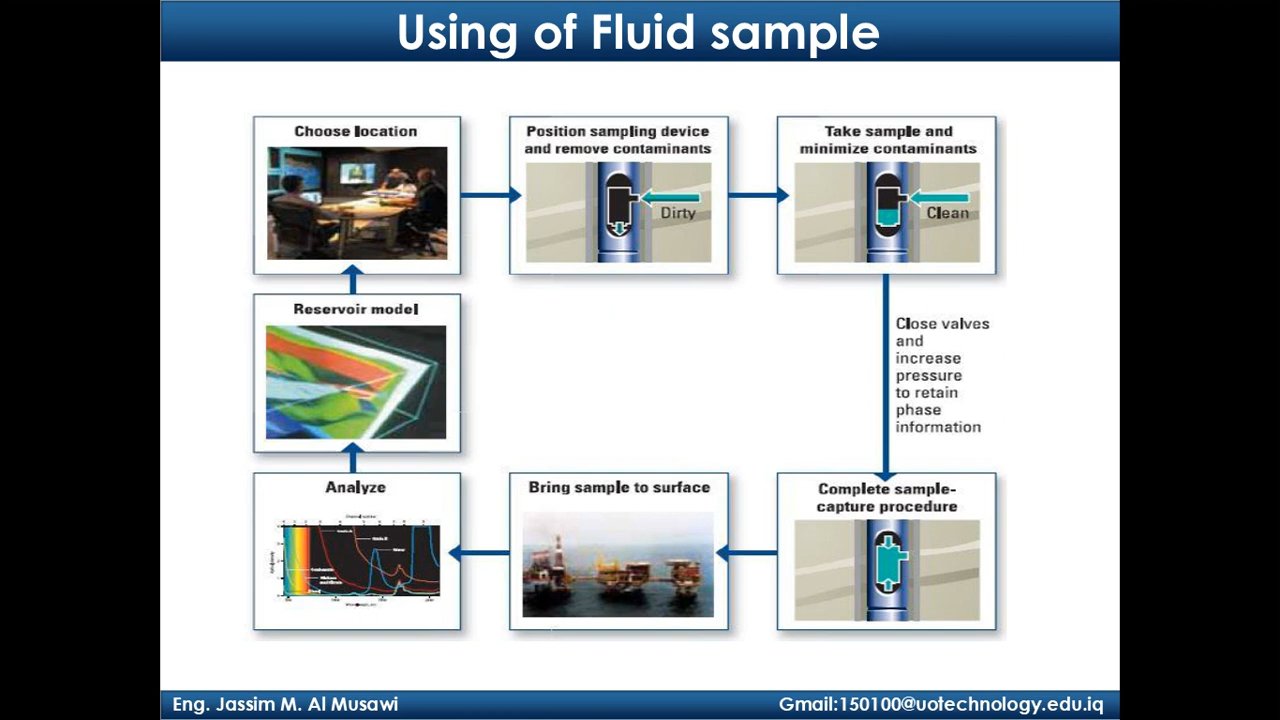 Using of Fluid sample
Choose location
Position sampling device
and remove contaminants
Dirty
Take sample and
minimize contaminants
Clean
Close valves
and
increase
pressure
to retain
phase
information
Complete sample-
capture procedure
Bring sample to surface
Analyze
Reservoir model
Eng. Jassim M. Al Musawi
Gmail:150100@uotechnology.edu.iq